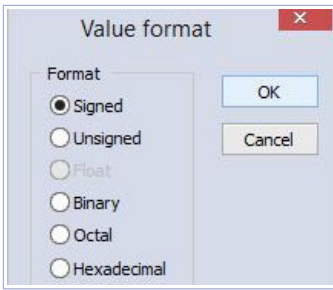 Value format
Format
Signed
Unsigned
Float
Binary
Octal
Hexadecimal
OK
Cancel